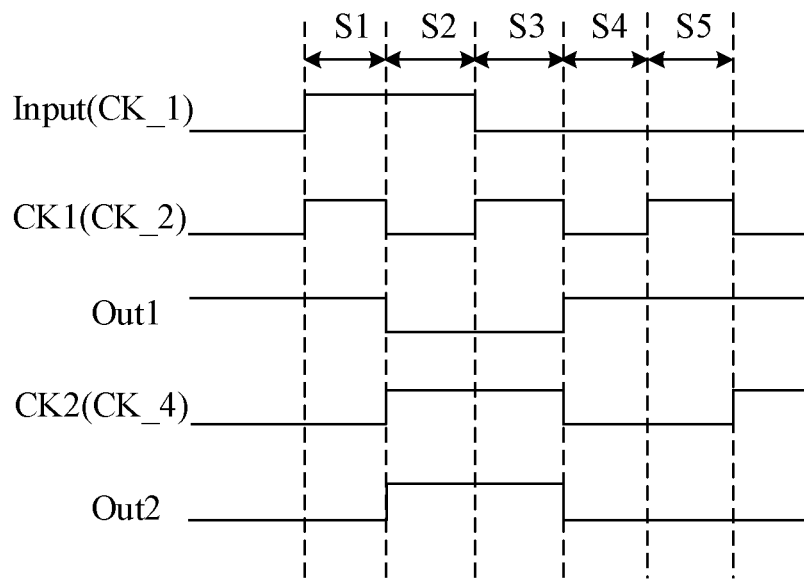 S1 S2 S3 S4 S5
Input(CK_1)
CK1(CK_2)
Out1
CK2(CK_4)
Out2